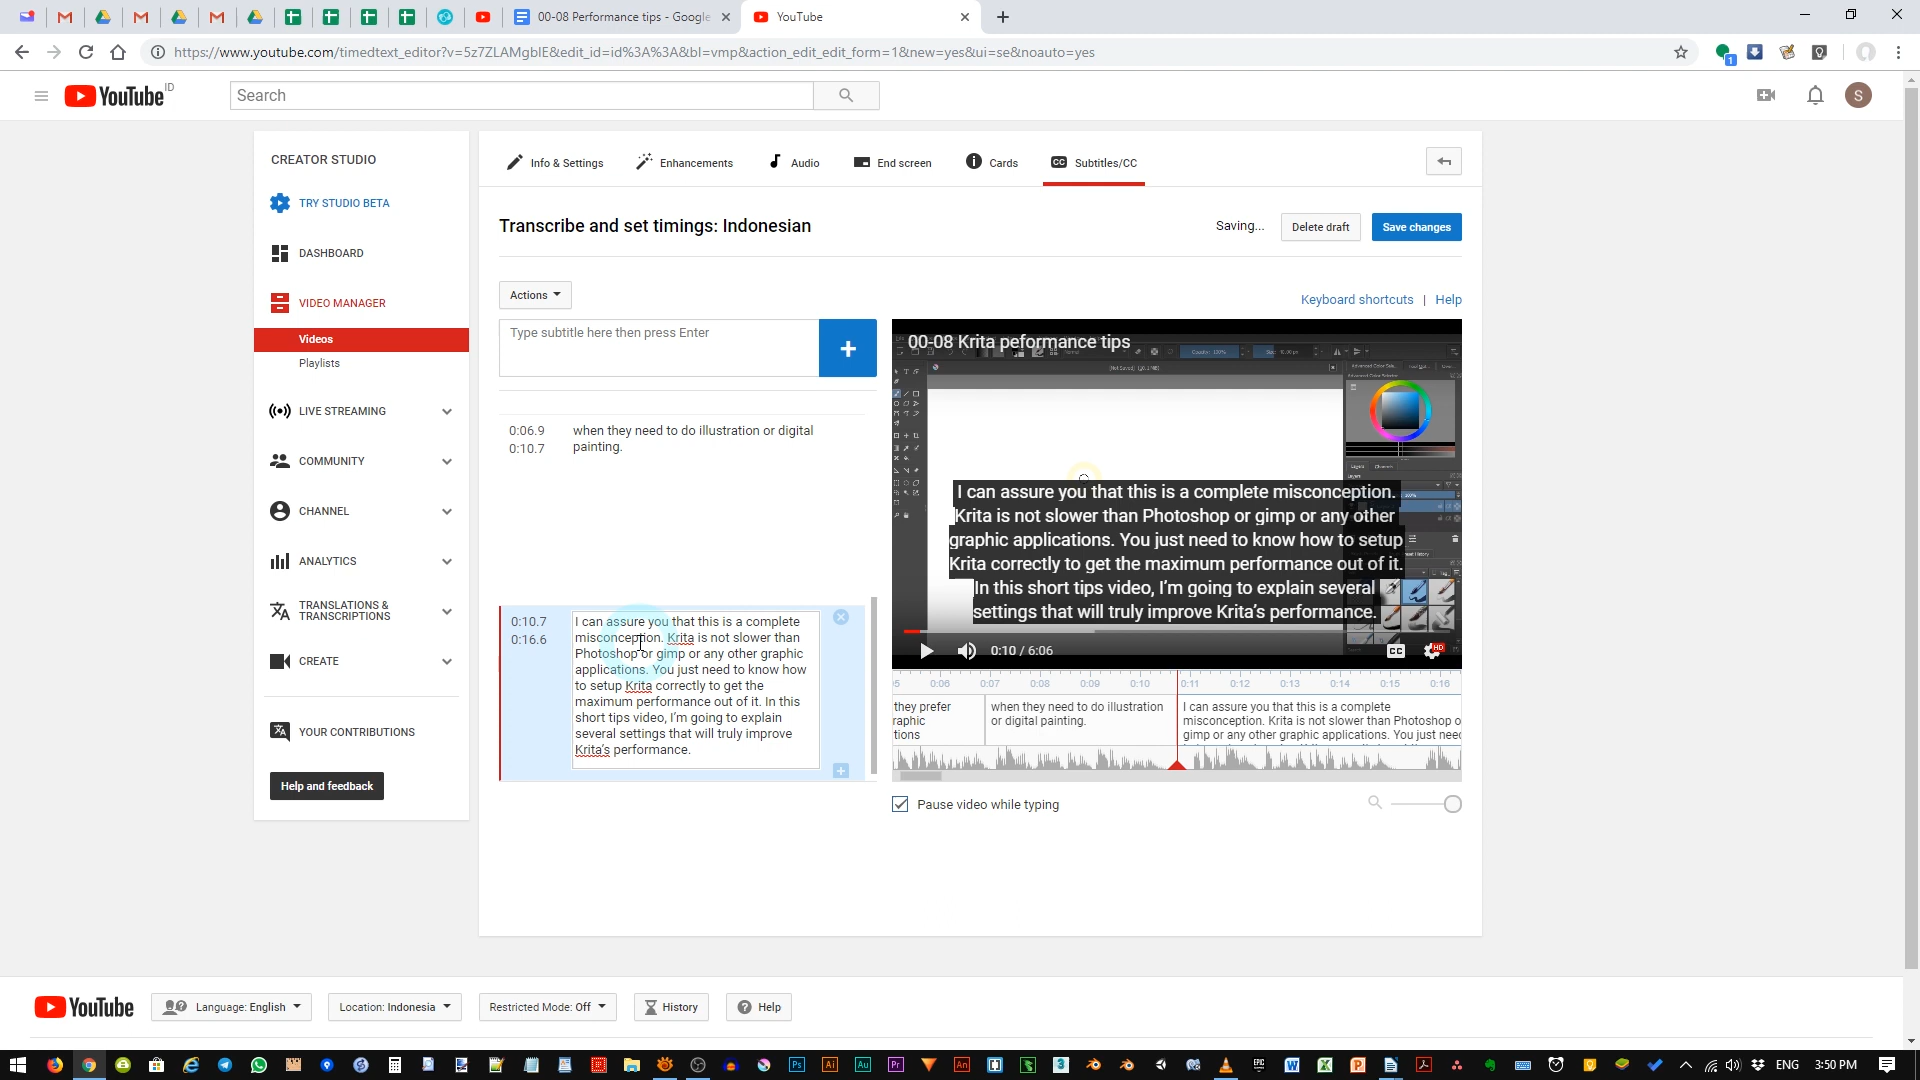 00-08 Performance tips - Google
YouTube
https://www.youtube.com/timedtext_editor?v=5z7ZLAMgblE&edit_id=id%3A%3A&bl=vmp&action_edit_edit_form=1&new=yes&ui=se&noauto=yes
1
YouTube ID
Search
S
CREATOR STUDIO
TRY STUDIO BETA
DASHBOARD
VIDEO MANAGER
Videos
Playlists
LIVE STREAMING
COMMUNITY
CHANNEL
ANALYTICS
TRANSLATIONS &
TRANSCRIPTIONS
CREATE
YOUR CONTRIBUTIONS
Help and feedback
Info & Settings
Enhancements
Audio
End screen
Cards
CC Subtitles/CC
Transcribe and set timings: Indonesian
Saving...
Delete draft
Save changes
Actions
Keyboard shortcuts | Help
Type subtitle here then press Enter
+
0:06.9
0:10.7
when they need to do illustration or digital
painting.
0:10.7
0:16.6
I can assure you that this is a complete
misconception. Krita is not slower than
Photoshop or gimp or any other graphic
applications. You just need to know how
to setup Krita correctly to get the
maximum performance out of it. In this
short tips video, I'm going to explain
several settings that will truly improve
Krita's performance.
00-08 Krita peformance tips
I can assure you that this is a complete misconception.
Krita is not slower than Photoshop or gimp or any other
graphic applications. You just need to know how to setup
Krita correctly to get the maximum performance out of it.
In this short tips video, I'm going to explain several
settings that will truly improve Krita's performance.
0:10 / 6:06
CC
HD
0:06 0:07 0:08 0:09 0:10 0:11 0:12 0:13 0:14 0:15 0:16
they prefer
raphic
tions
when they need to do illustration
or digital painting.
I can assure you that this is a complete
misconception. Krita is not slower than Photoshop o
gimp or any other graphic applications. You just nee
Pause video while typing
YouTube
Language: English
Location: Indonesia
Restricted Mode: Off
History
Help
ENG
3:50 PM